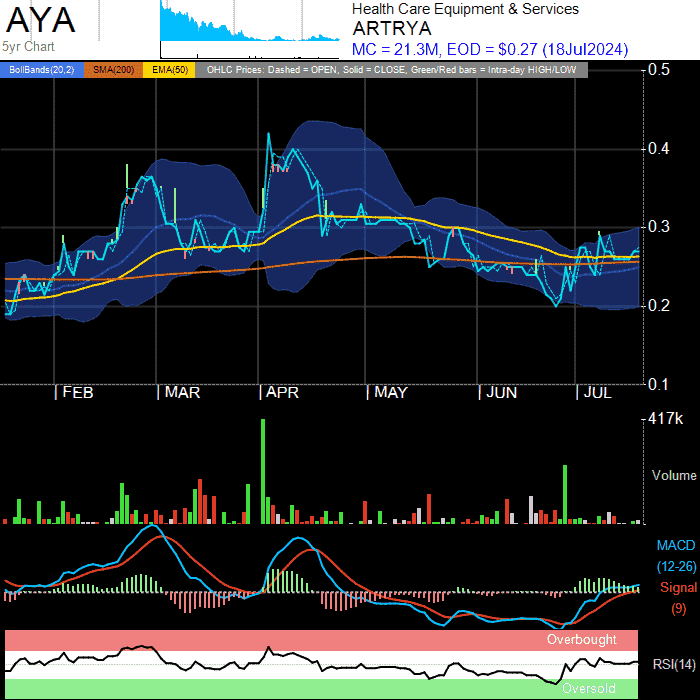 AYA
5yr Chart
Health Care Equipment & Services
ARTRYA
MC = 21.3M, EOD = $0.27 (18Jul2024)
BollBands(20,2) SMA(200) EMA(50) OHLC Prices: Dashed = OPEN, Solid = CLOSE, Green/Red bars = Intra-day HIGH/LOW
0.5
0.4
0.3
0.2
0.1
| FEB | MAR | APR | MAY | JUN | JUL
417k
Volume
MACD
(12-26)
Signal
(9)
Overbought
RSI(14)
Oversold